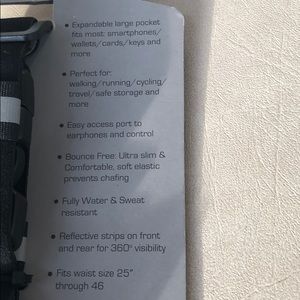 • Expandable large pocket
fits most: smartphones/
wallets/cards/keys and
more
• Perfect for:
walking/running/cycling/
travel/safe storage and
more
• Easy access port to
earphones and control
• Bounce Free: Ultra slim &
Comfortable, soft elastic
prevents chafing
• Fully Water & Sweat
resistant
• Reflective strips on front
and rear for 360° visibility
• Fits waist size 25"
through 46